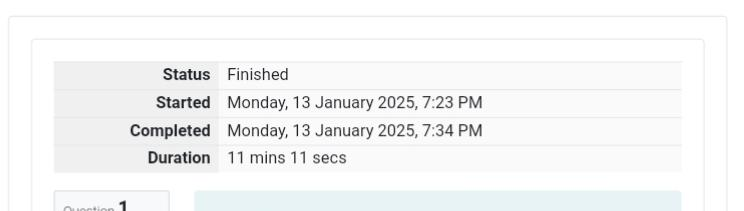 Status Finished
Started Monday, 13 January 2025, 7:23 PM
Completed Monday, 13 January 2025, 7:34 PM
Duration 11 mins 11 secs
Question 1